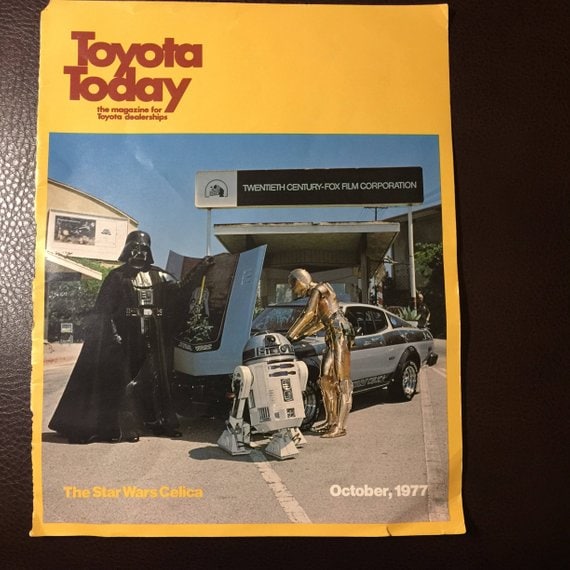 Toyota
Today
the magazine for
Toyota dealerships
TWENTIETH CENTURY-FOX FILM CORPORATION
The Star Wars Celica
October, 1977